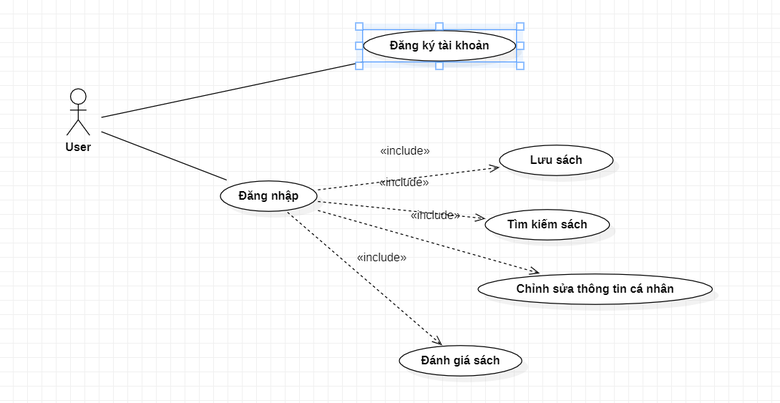 Đăng ký tài khoản
User
«include»
Lưu sách
«include»
Đăng nhập
«include»
Tìm kiếm sách
«include»
Chỉnh sửa thông tin cá nhân
Đánh giá sách